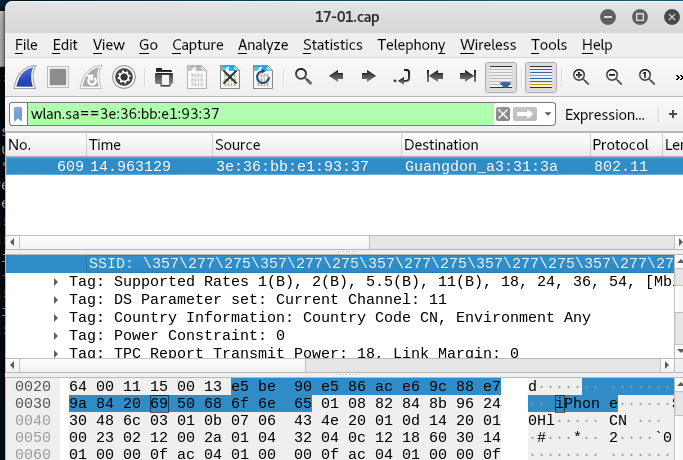 17-01.cap
File Edit View Go Capture Analyze Statistics Telephony Wireless Tools Help
wlan.sa==3e:36:bb:e1:93:37 Expression… +
No. Time Source Destination Protocol Len
609 14.963129 3e:36:bb:e1:93:37 Guangdon_a3:31:3a 802.11
SSID: \357\277\275\357\277\275\357\277\275\357\277\275\357\277\27
Tag: Supported Rates 1(B), 2(B), 5.5(B), 11(B), 18, 24, 36, 54, [Mb
Tag: DS Parameter set: Current Channel: 11
Tag: Country Information: Country Code CN, Environment Any
Tag: Power Constraint: 0
Tag: TPC Report Transmit Power: 18, Link Margin: 0
0020 64 00 11 15 00 13 e5 be 90 e5 86 ac e6 9c 88 e7 d·······
0030 9a 84 20 69 50 68 6f 6e 65 01 08 82 84 8b 96 24 ·· iPhon e······$
0040 30 48 6c 03 01 0b 07 06 43 4e 20 01 0d 14 20 01 0Hl····· CN ··· ·
0050 00 23 02 12 00 2a 01 04 32 04 0c 12 18 60 30 14 ·#···*·· 2····`0
01 00 00 0f ac 04 01 00 00 0f ac 04 01 00 00 0f